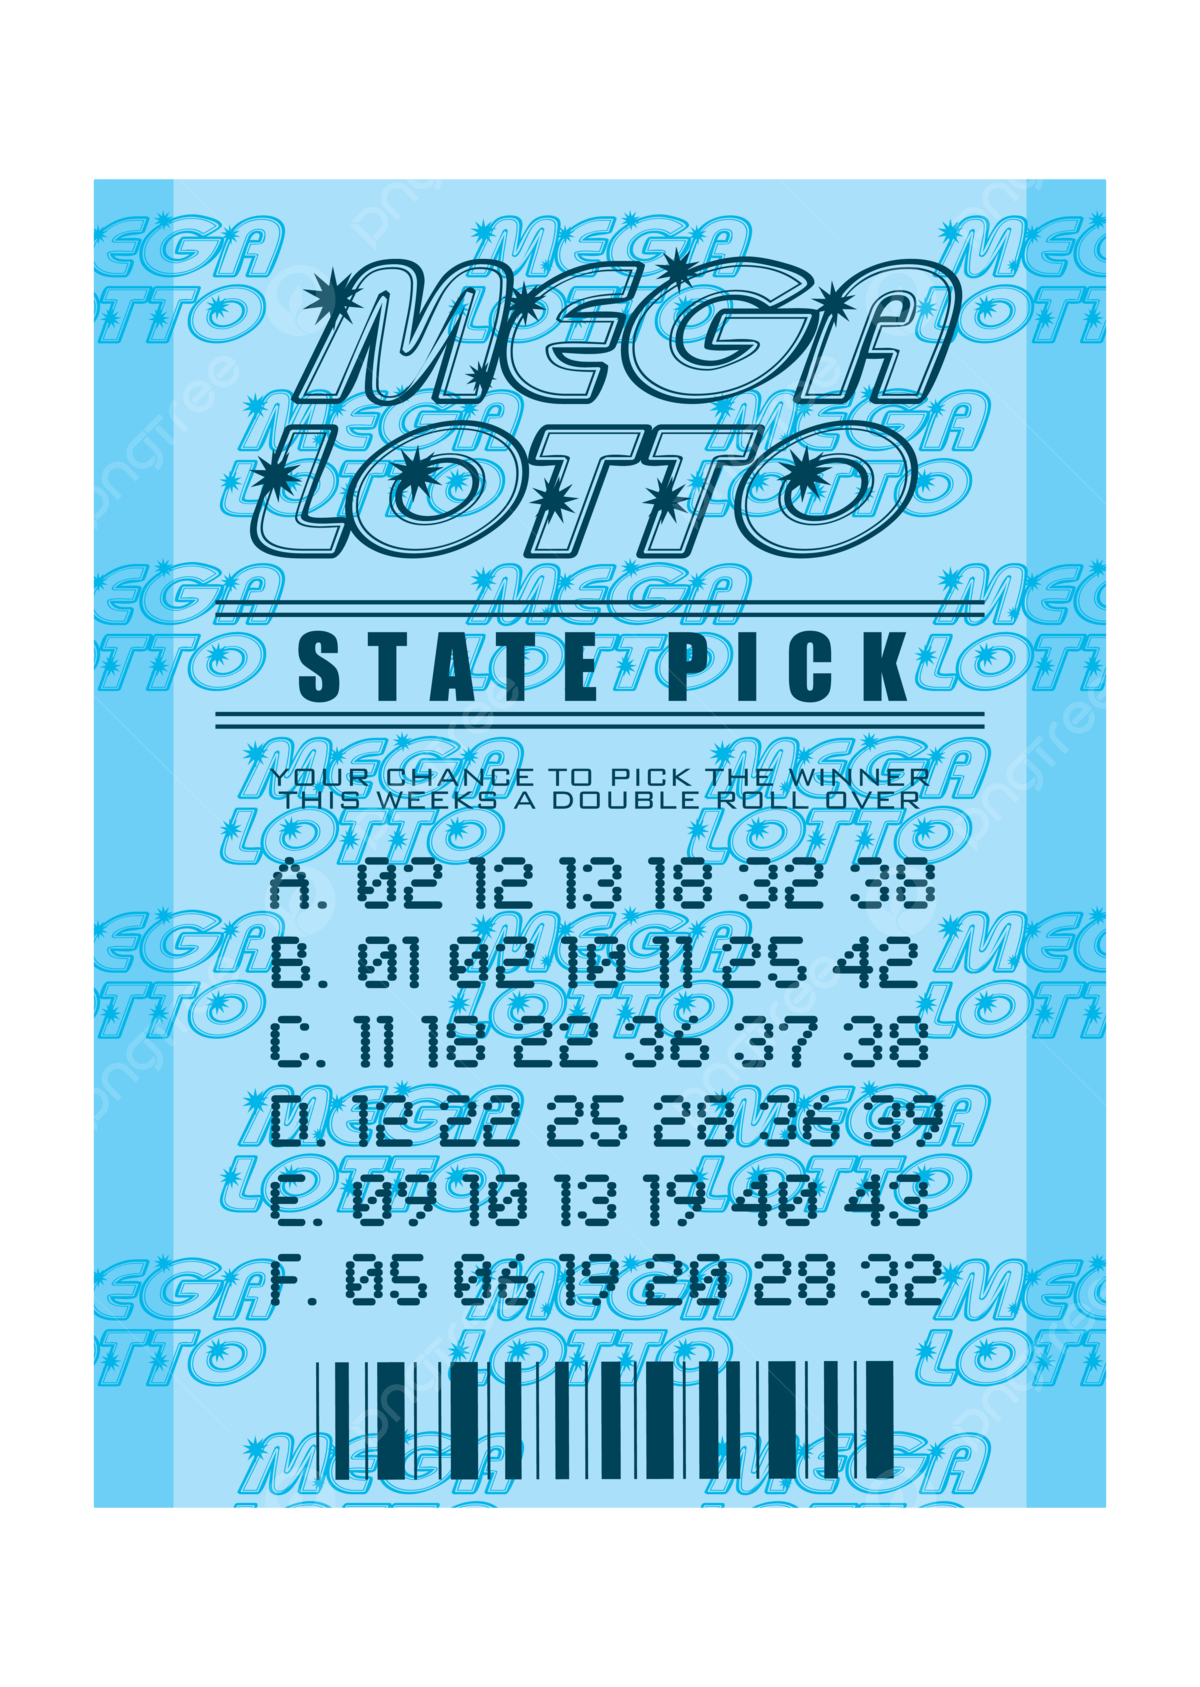 MEGA
LOTTO
STATE PICK
YOUR CHANCE TO PICK THE WINNER
THIS WEEKS A DOUBLE ROLL OVER
A. 02 12 13 18 32 38
B. 01 02 10 11 25 42
C. 11 18 22 36 37 38
D. 12 22 25 28 36 39
E. 09 10 13 19 40 43
F. 05 06 19 20 28 32